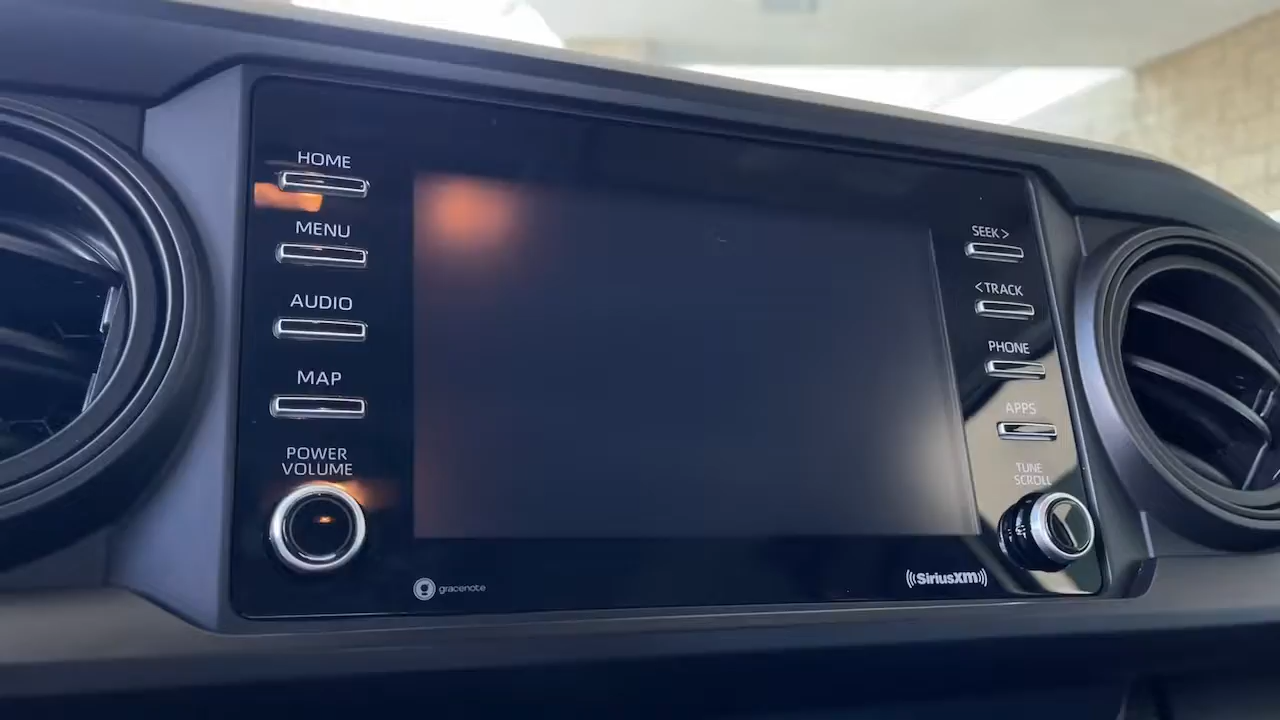 HOME
MENU
AUDIO
MAP
POWER
VOLUME
gracenote
SEEK >
< TRACK
PHONE
APPS
TUNE
SCROLL
SiriusXM